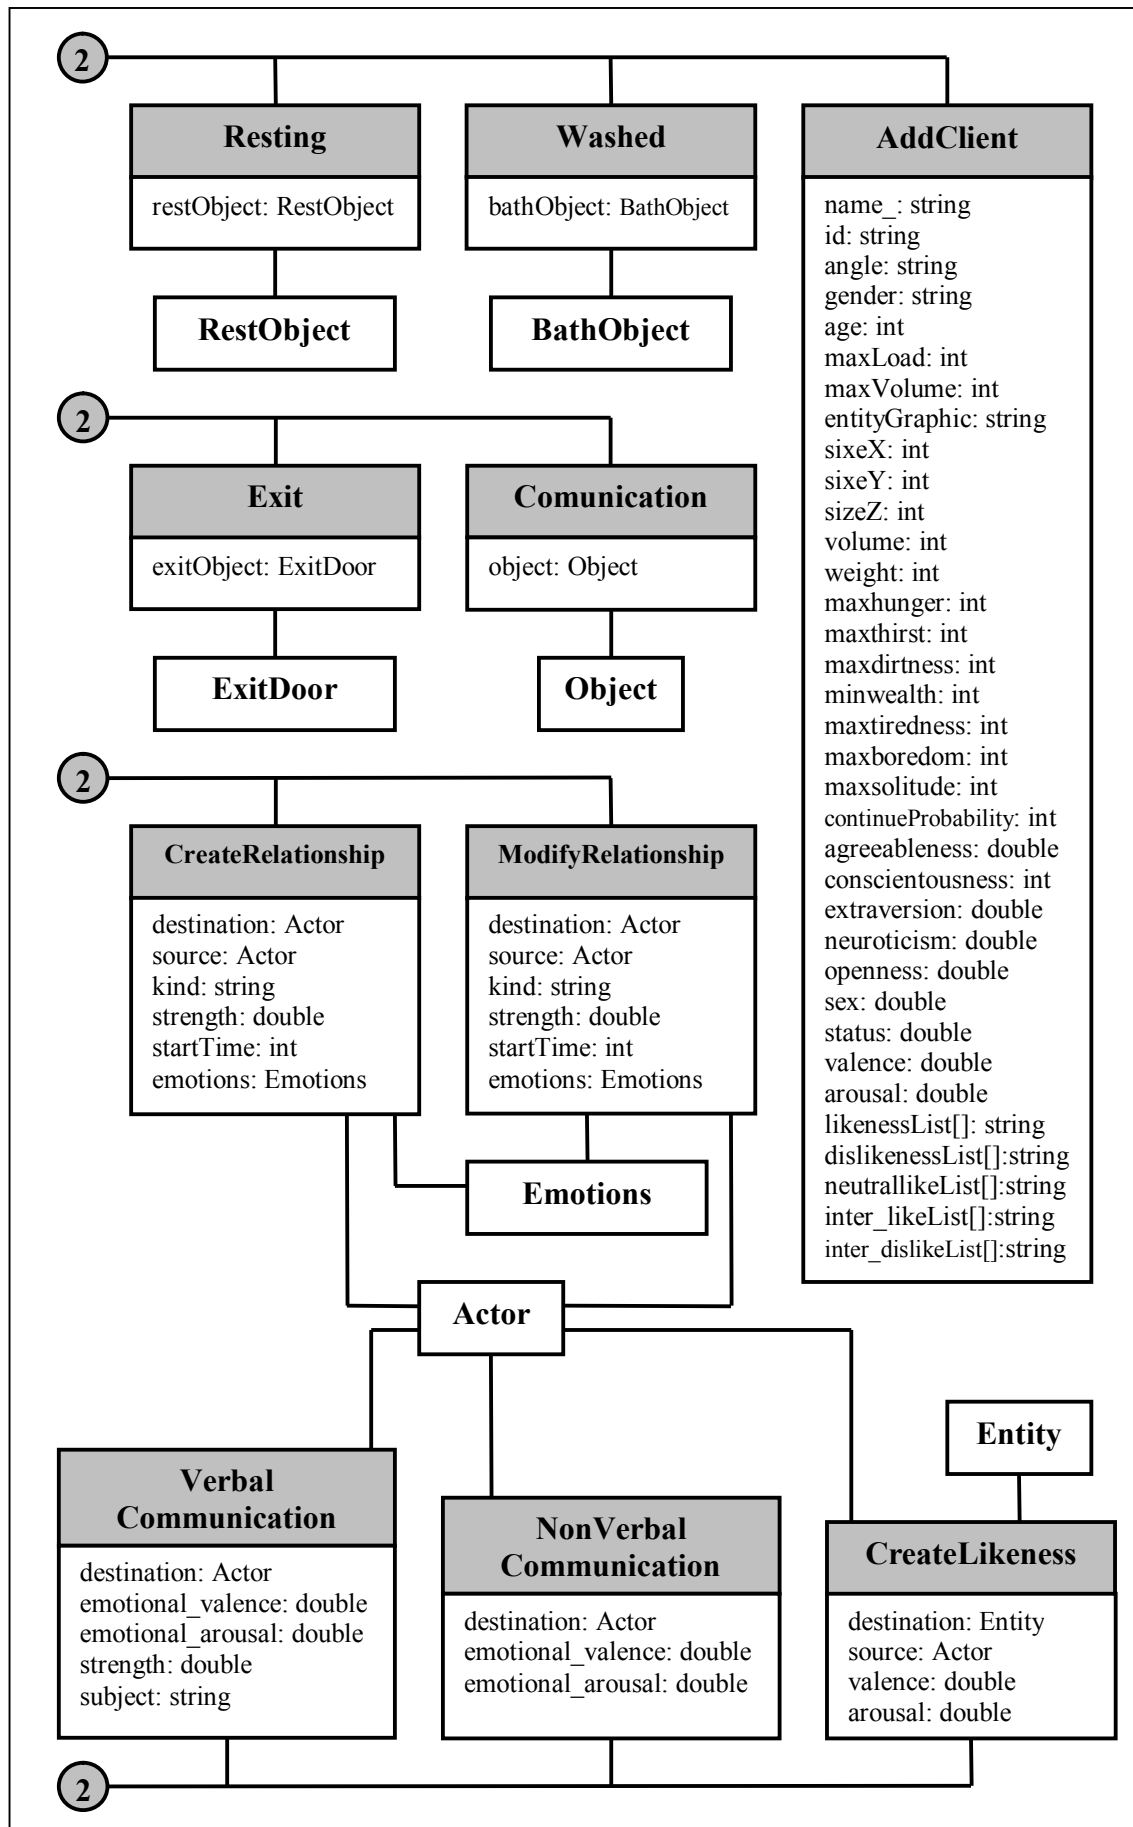 2
Resting
restObject: RestObject
RestObject
Washed
bathObject: BathObject
BathObject
AddClient
name_: string
id: string
angle: string
gender: string
age: int
maxLoad: int
maxVolume: int
entityGraphic: string
sixeX: int
sixeY: int
sizeZ: int
volume: int
weight: int
maxhunger: int
maxthirst: int
maxdirtness: int
minwealth: int
maxtiredness: int
maxboredom: int
maxsolitude: int
continueProbability: int
agreeableness: double
conscientousness: int
extraversion: double
neuroticism: double
openness: double
sex: double
status: double
valence: double
arousal: double
likenessList[]: string
dislikenessList[]:string
neutrallikeList[]:string
inter_likeList[]:string
inter_dislikeList[]:string
2
Exit
exitObject: ExitDoor
ExitDoor
Comunication
object: Object
Object
2
CreateRelationship
destination: Actor
source: Actor
kind: string
strength: double
startTime: int
emotions: Emotions
ModifyRelationship
destination: Actor
source: Actor
kind: string
strength: double
startTime: int
emotions: Emotions
Emotions
Actor
Verbal
Communication
destination: Actor
emotional_valence: double
emotional_arousal: double
strength: double
subject: string
NonVerbal
Communication
destination: Actor
emotional_valence: double
emotional_arousal: double
Entity
CreateLikeness
destination: Entity
source: Actor
valence: double
arousal: double
2